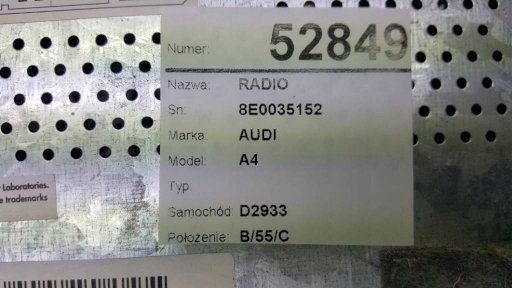 Numer: 52849
Nazwa: RADIO
Sn: 8E0035152
Marka: AUDI
Model: A4
Typ:
Samochód: D2933
Położenie: B/55/C
Laboratories.
e trademarks